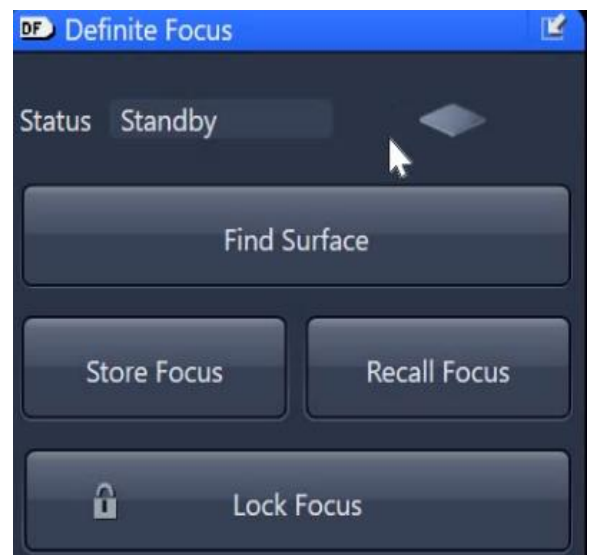 DF Definite Focus
Status Standby
Find Surface
Store Focus Recall Focus
Lock Focus